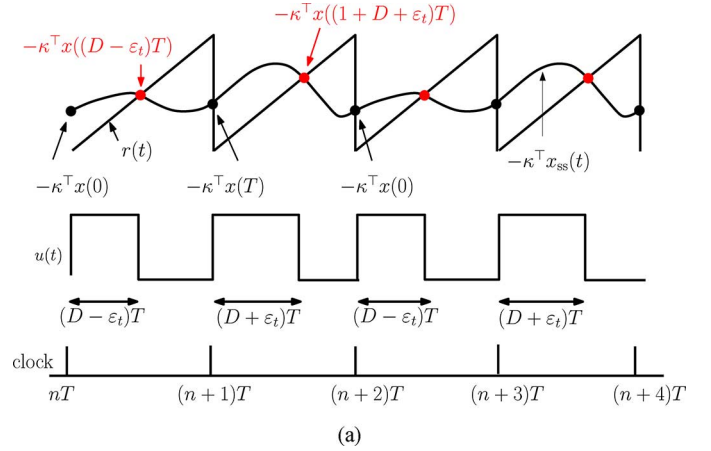 −κ⊤x((1 + D + εₜ)T)
−κ⊤x((D − εₜ)T)
r(t)
−κ⊤xₛₛ(t)
−κ⊤x(0) −κ⊤x(T) −κ⊤x(0)
u(t)
(D − εₜ)T (D + εₜ)T (D − εₜ)T (D + εₜ)T
clock
nT (n + 1)T (n + 2)T (n + 3)T (n + 4)T
(a)